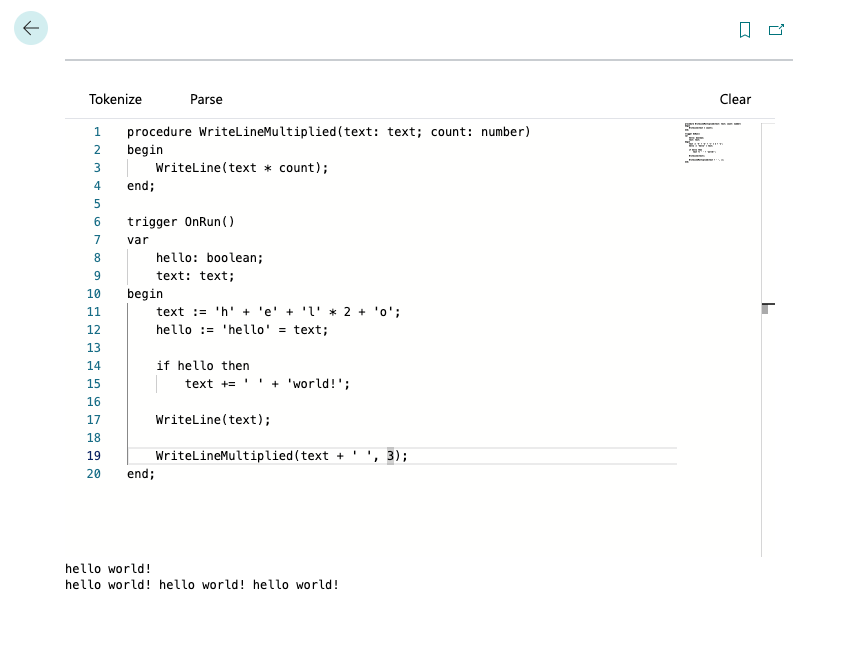 Tokenize Parse Clear
1 procedure WriteLineMultiplied(text: text; count: number)
2 begin
3     WriteLine(text * count);
4 end;
5
6 trigger OnRun()
7 var
8     hello: boolean;
9     text: text;
10 begin
11     text := 'h' + 'e' + 'l' * 2 + 'o';
12     hello := 'hello' = text;
13
14     if hello then
15         text += ' ' + 'world!';
16
17     WriteLine(text);
18
19     WriteLineMultiplied(text + ' ', 3);
20 end;
hello world!
hello world! hello world! hello world!